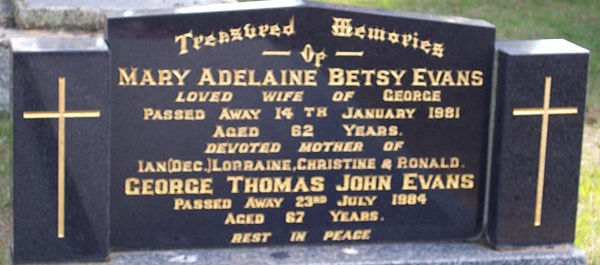 Treasured Memories
Of
MARY ADELAINE BETSY EVANS
LOVED WIFE OF GEORGE
PASSED AWAY 14TH JANUARY 1981
AGED 62 YEARS.
DEVOTED MOTHER OF
IAN(DEC.)LORRAINE, CHRISTINE & RONALD.
GEORGE THOMAS JOHN EVANS
PASSED AWAY 23RD JULY 1984
AGED 67 YEARS.
REST IN PEACE